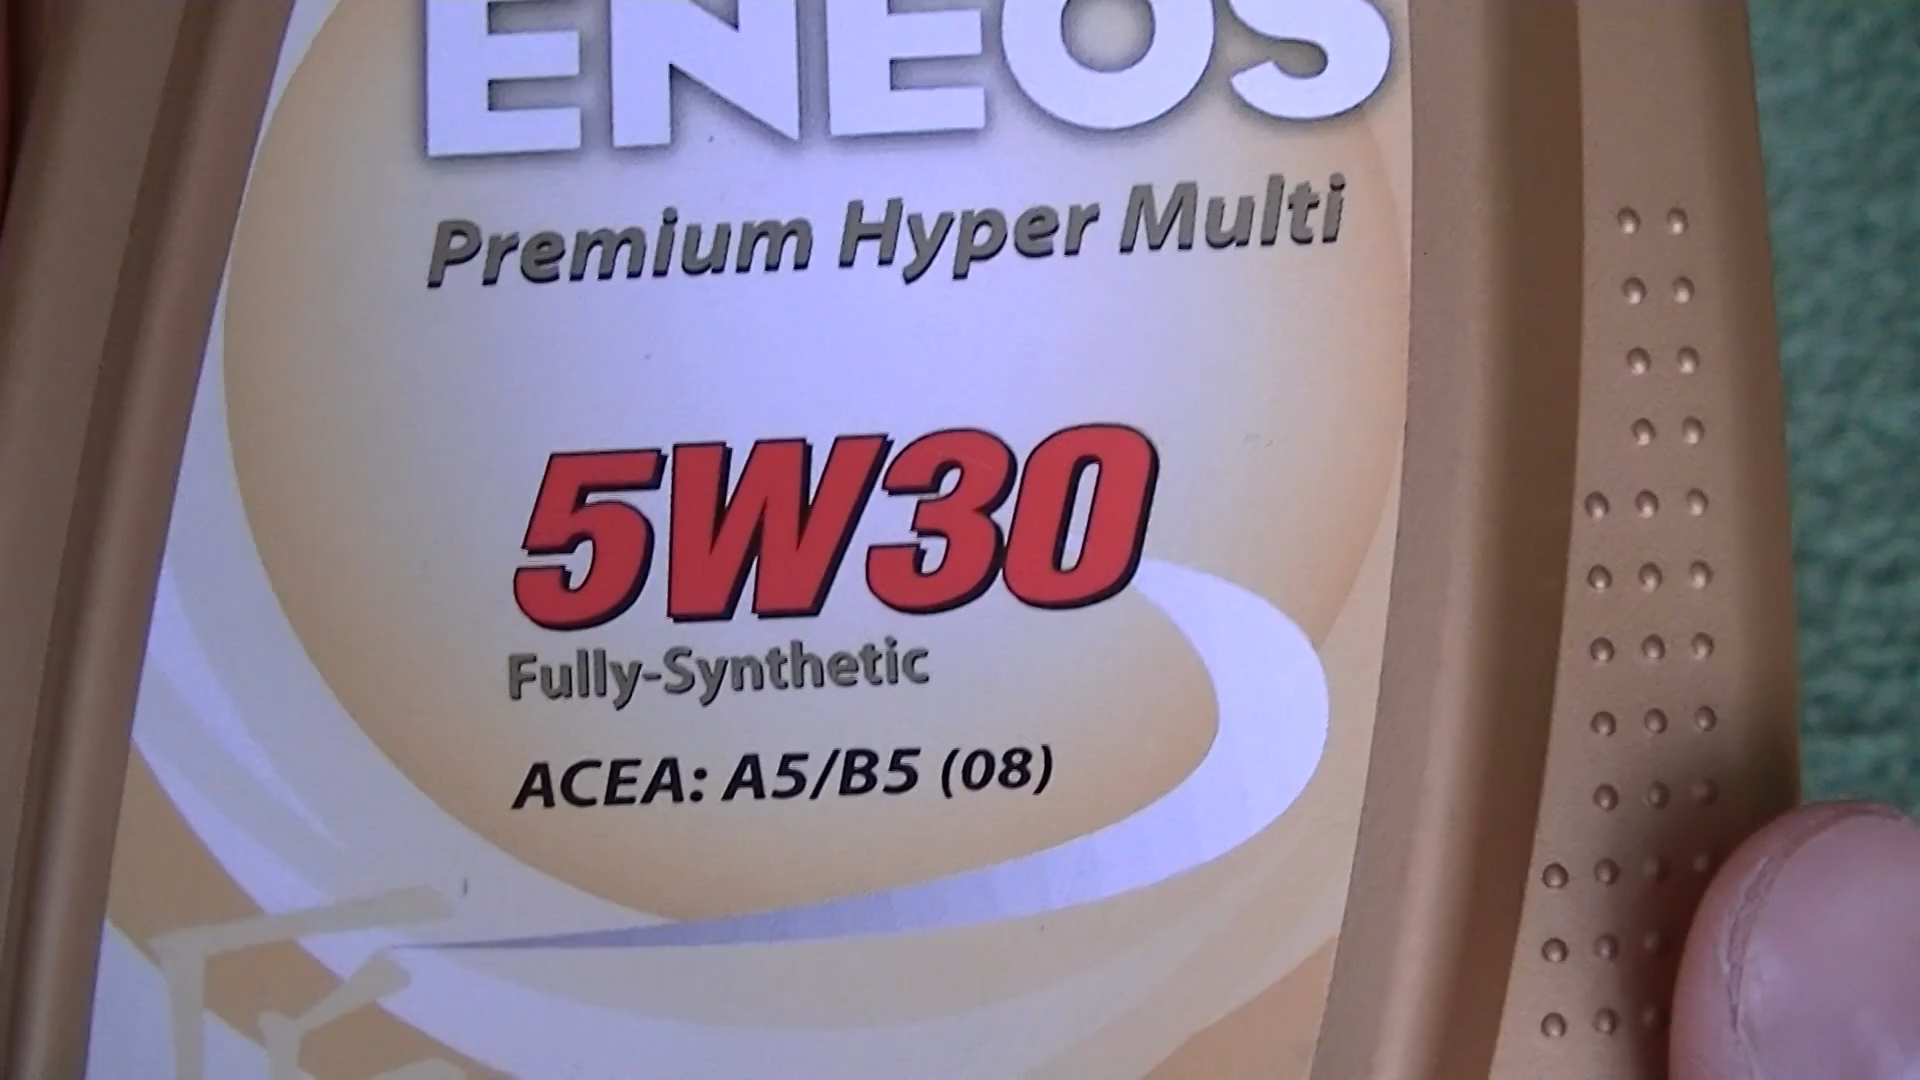 ENEOS
Premium Hyper Multi
5W30
Fully-Synthetic
ACEA: A5/B5 (08)